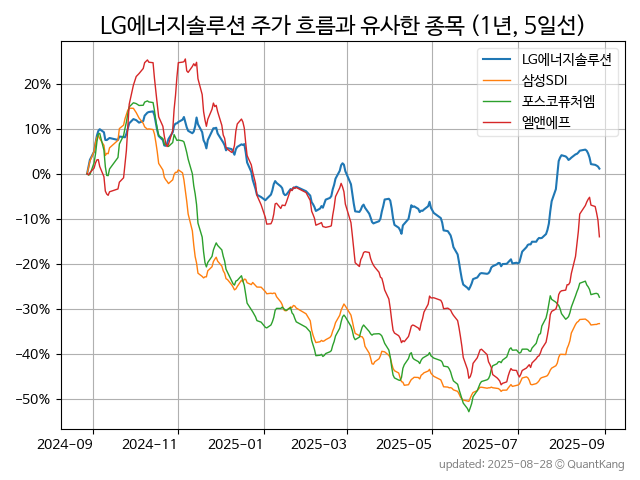 LG에너지솔루션 주가 흐름과 유사한 종목 (1년, 5일선)
LG에너지솔루션
삼성SDI
포스코퓨처엠
엘앤에프
20%
10%
0%
−10%
−20%
−30%
−40%
−50%
2024-09 2024-11 2025-01 2025-03 2025-05 2025-07 2025-09
updated: 2025-08-28 © QuantKang